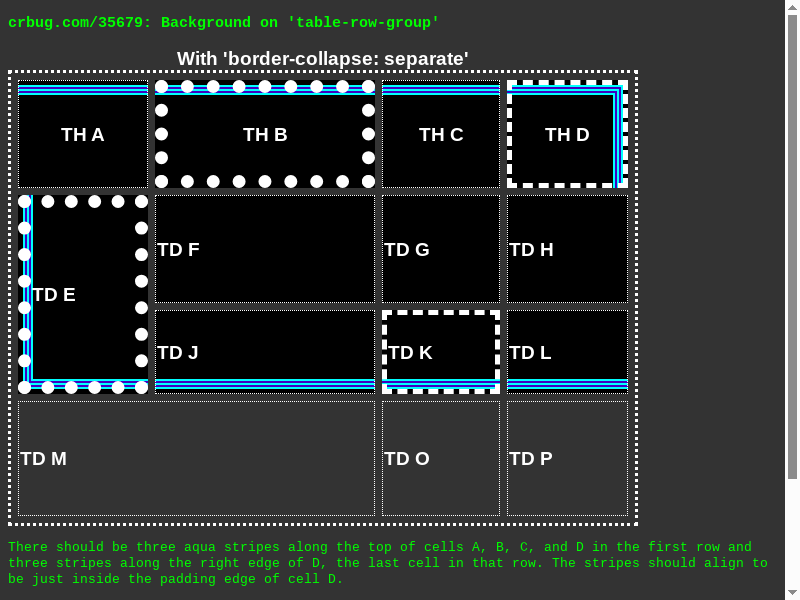 crbug.com/35679: Background on 'table-row-group'
With 'border-collapse: separate'
TH A TH B TH C TH D
TD E
TD F TD G TD H
TD J TD K TD L
TD M TD O TD P
There should be three aqua stripes along the top of cells A, B, C, and D in the first row and
three stripes along the right edge of D, the last cell in that row. The stripes should align to
be just inside the padding edge of cell D.